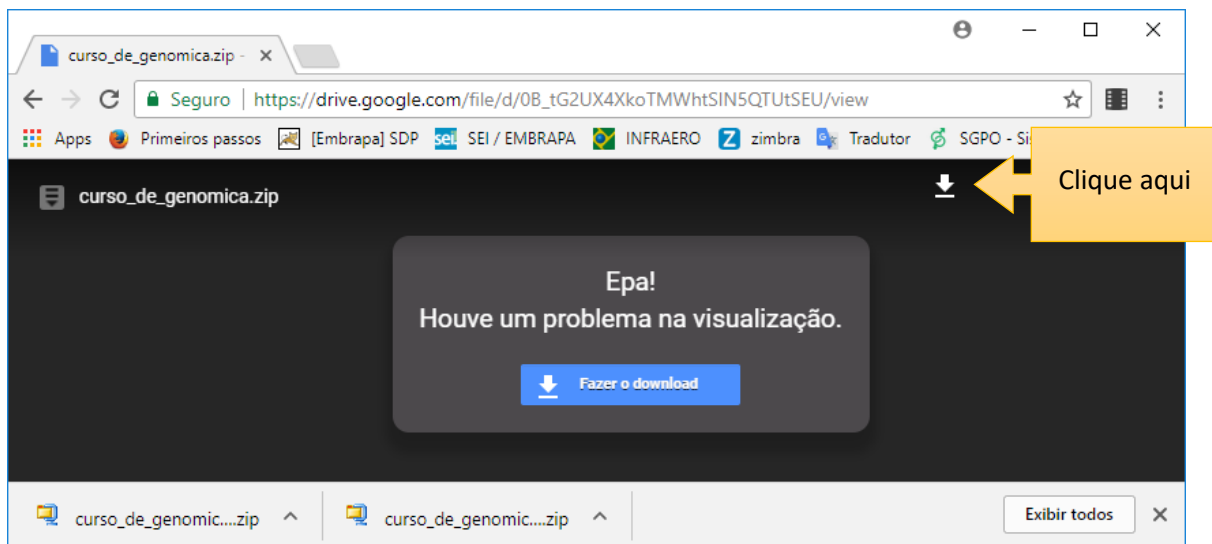 curso_de_genomica.zip -
Seguro | https://drive.google.com/file/d/0B_tG2UX4XkoTMWhtSIN5QTUtSEU/view
Apps Primeiros passos [Embrapa] SDP sei. SEI / EMBRAPA INFRAERO Z zimbra Tradutor SGPO - Si
Clique aqui
curso_de_genomica.zip
Epa!
Houve um problema na visualização.
Fazer o download
curso_de_genomic....zip curso_de_genomic....zip Exibir todos